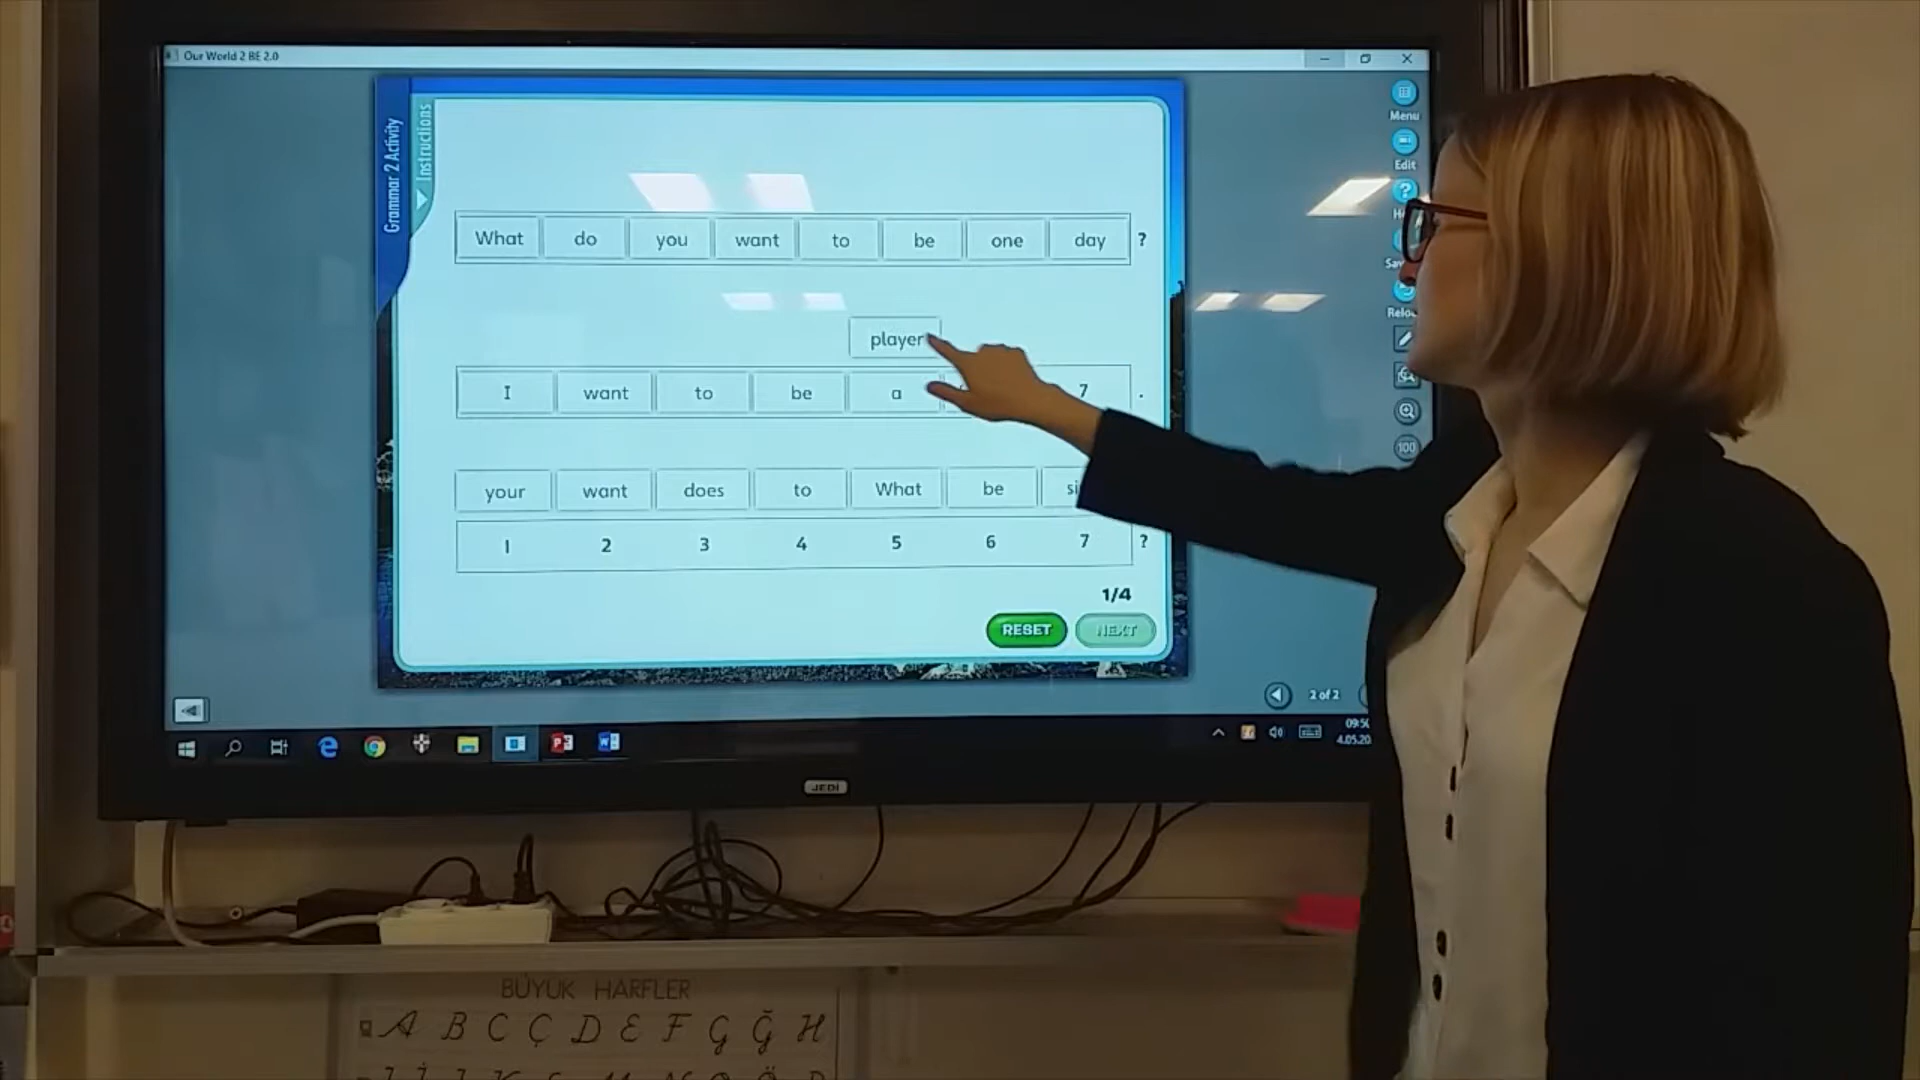 Our World 2 BE 2.0
Grammar 2 Activity
Instructions
Menu
Edit
What do you want to be one day ?
player
I want to be a 7 .
your want does to What be
1 2 3 4 5 6 7 ?
1/4
RESET NEXT
100
2 of 2
JEDI
BÜYÜK HARFLER
A B C Ç D E F G Ğ H